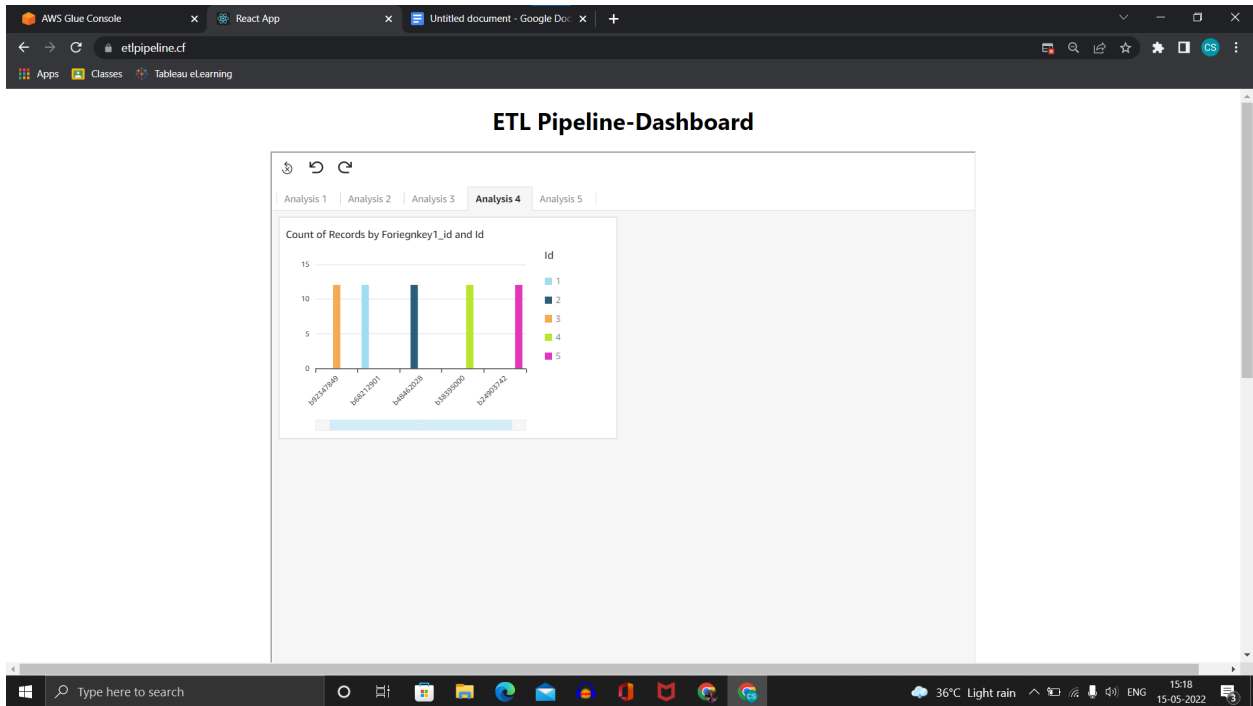 AWS Glue Console
React App
Untitled document - Google Doc
etlpipeline.cf
CS
Apps
Classes
Tableau eLearning
ETL Pipeline-Dashboard
Analysis 1
Analysis 2
Analysis 3
Analysis 4
Analysis 5
Count of Records by Foriegnkey1_id and Id
Id
15
10
5
0
1
2
3
4
5
b92347849
b68212901
b48462028
b38395000
b24903742
Type here to search
36°C Light rain
ENG
15:18
15-05-2022
3